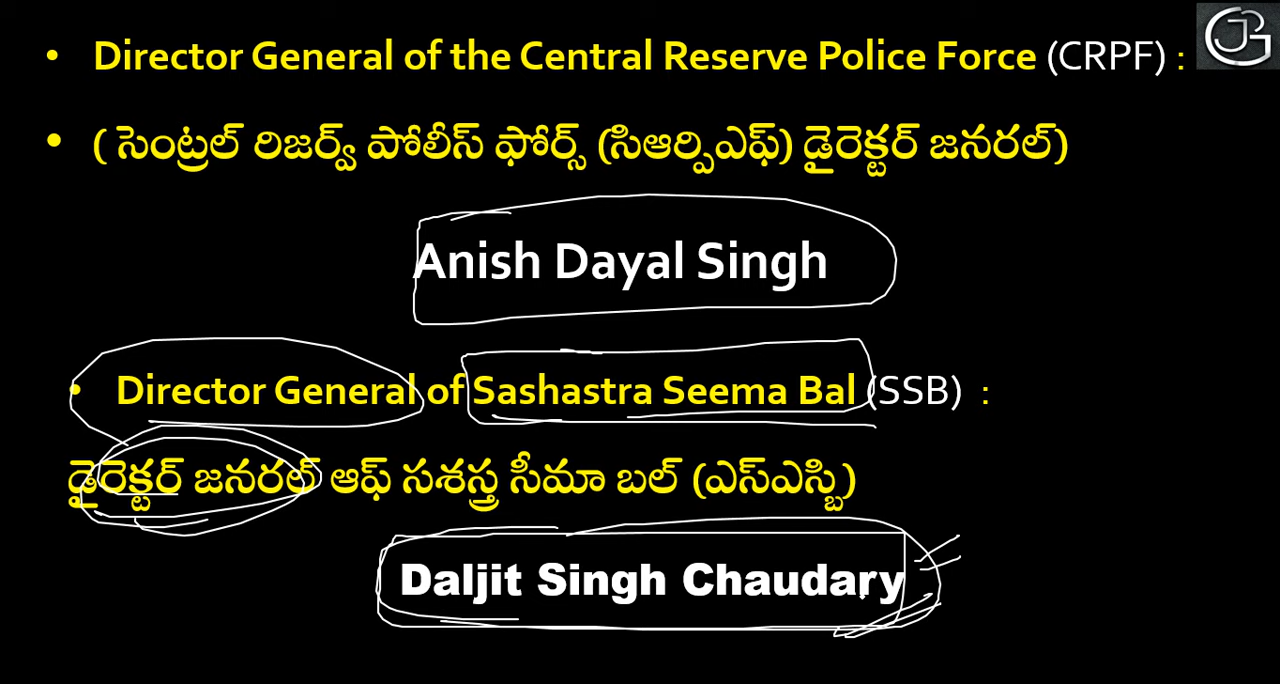 • Director General of the Central Reserve Police Force (CRPF) :
• ( సెంట్రల్ రిజర్వ్ పోలీస్ ఫోర్స్ (సిఆర్పిఎఫ్) డైరెక్టర్ జనరల్)
Anish Dayal Singh
• Director General of Sashastra Seema Bal (SSB) :
డైరెక్టర్ జనరల్ ఆఫ్ సశస్త్ర సీమా బల్ (ఎస్ఎస్బి)
Daljit Singh Chaudary